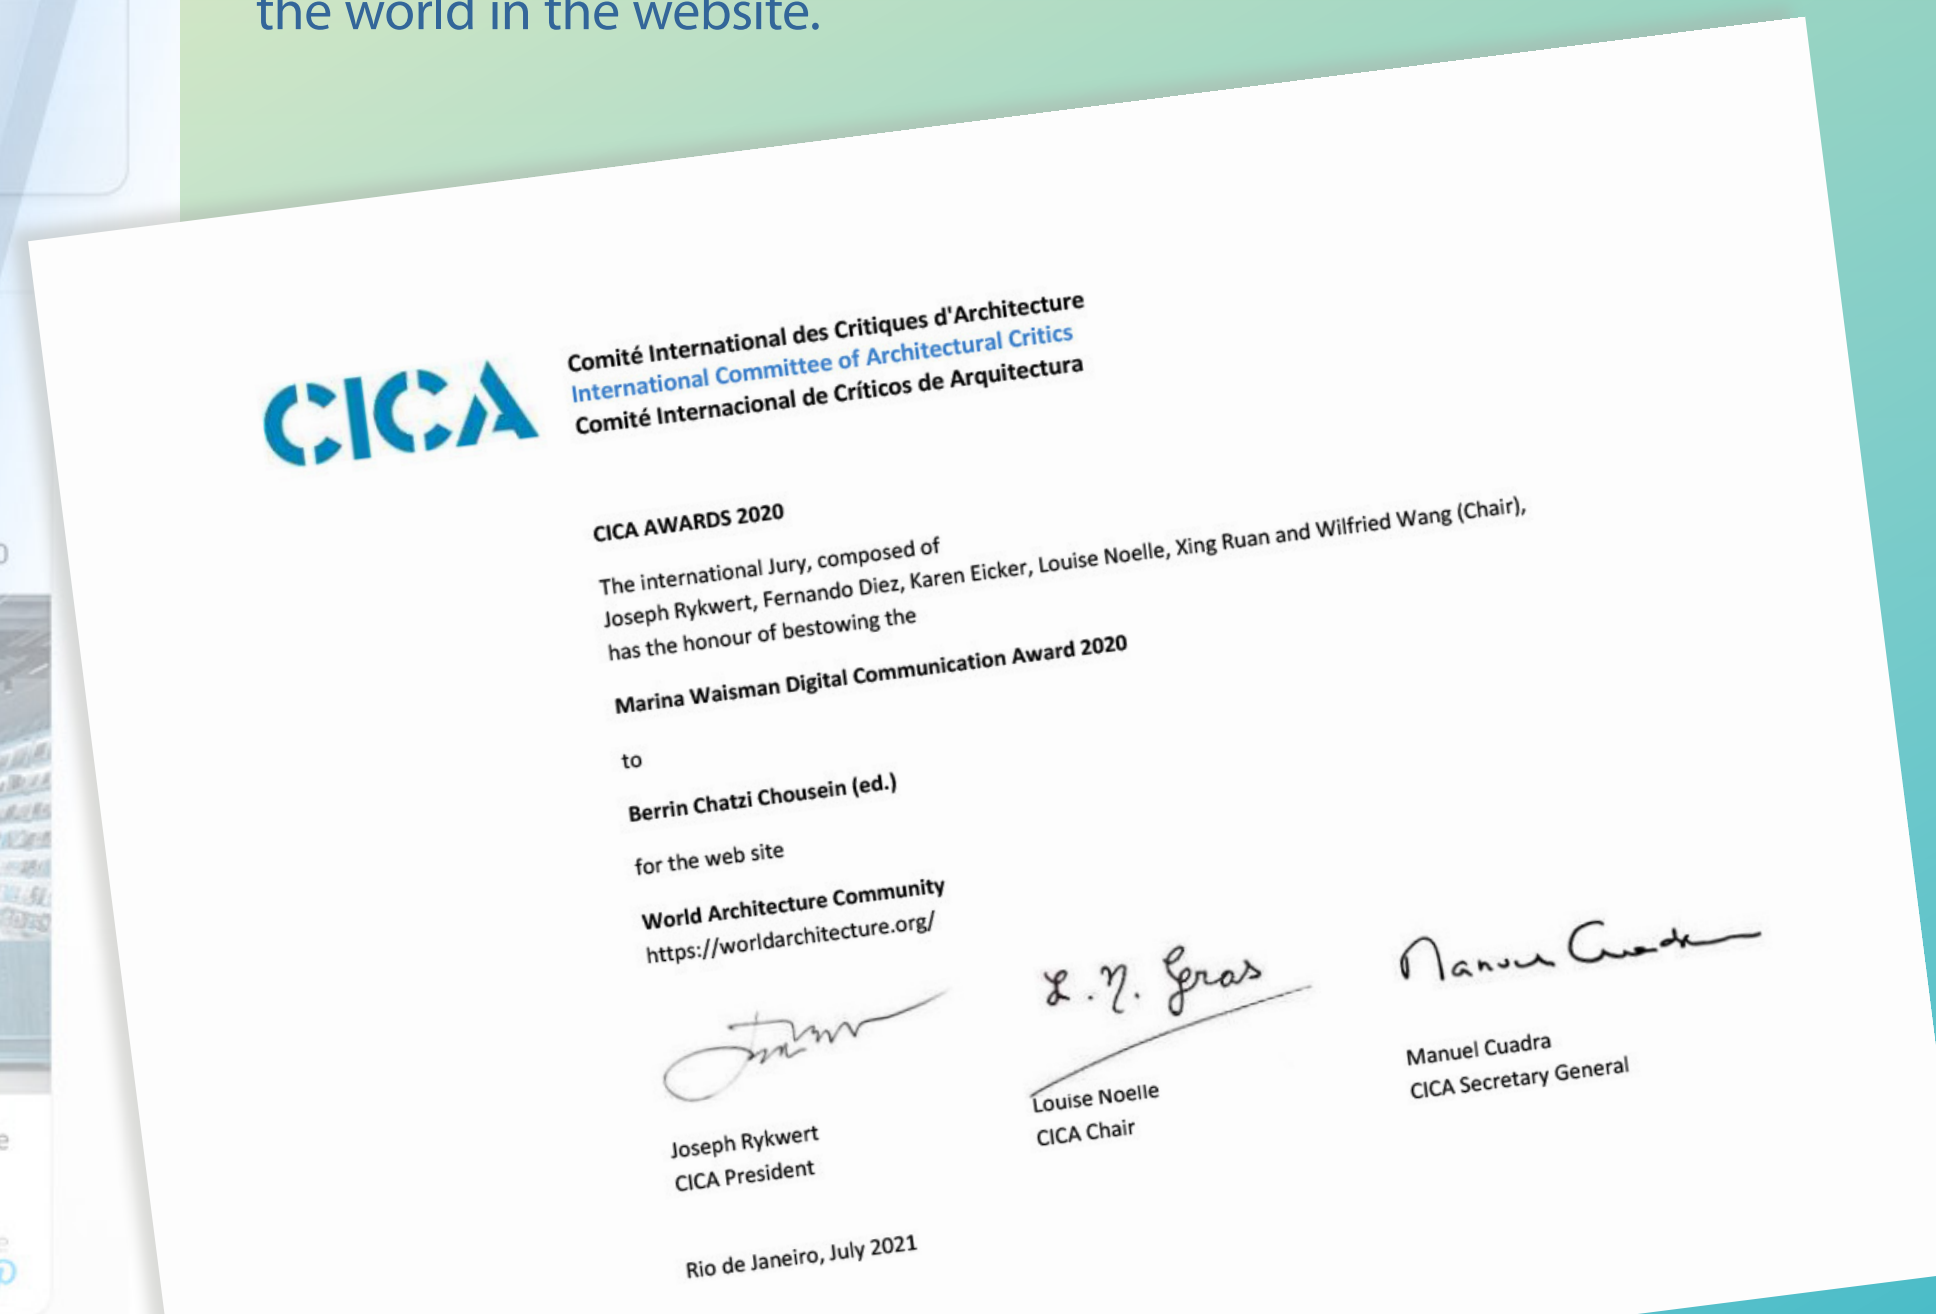 the world in the website.
CICA
Comité International des Critiques d'Architecture
International Committee of Architectural Critics
Comité Internacional de Críticos de Arquitectura
CICA AWARDS 2020
The international Jury, composed of
Joseph Rykwert, Fernando Diez, Karen Eicker, Louise Noelle, Xing Ruan and Wilfried Wang (Chair),
has the honour of bestowing the
Marina Waisman Digital Communication Award 2020
to
Berrin Chatzi Chousein (ed.)
for the web site
World Architecture Community
https://worldarchitecture.org/
L. N. Gras
Manuel Cuadra
Joseph Rykwert
CICA President
Louise Noelle
CICA Chair
Manuel Cuadra
CICA Secretary General
Rio de Janeiro, July 2021